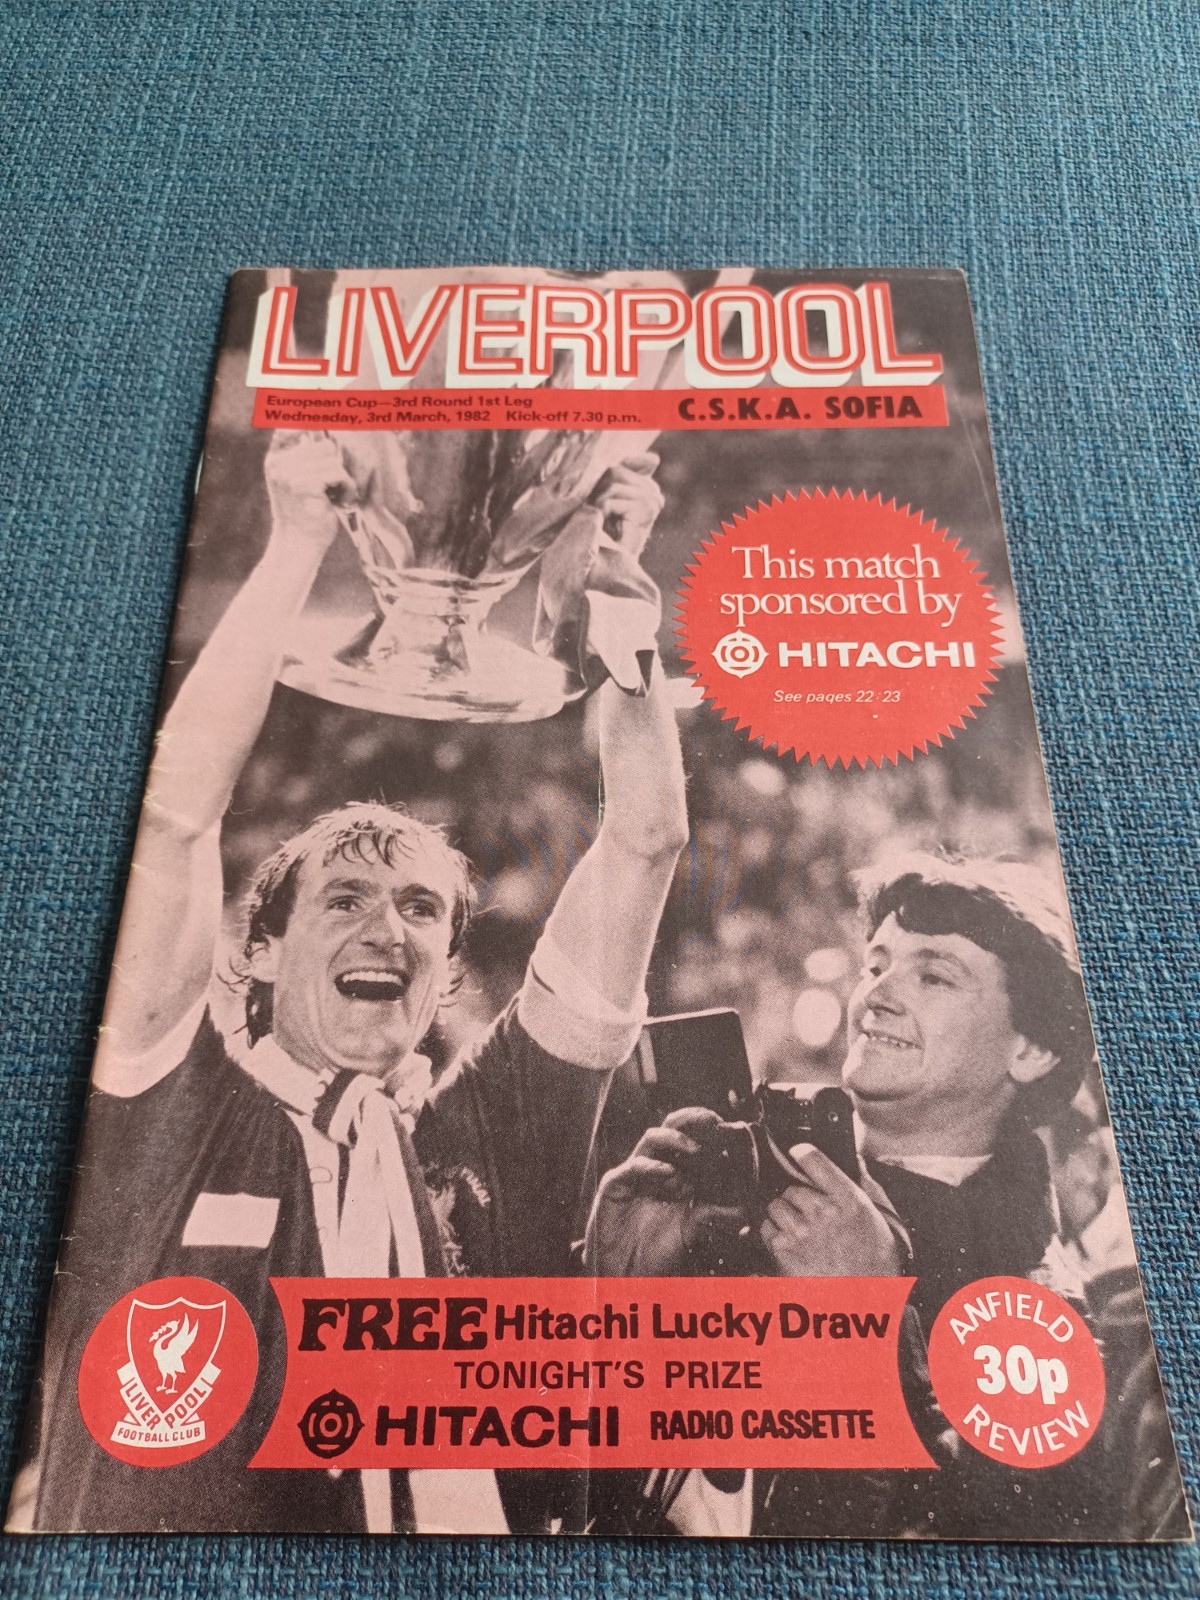 LIVERPOOL
European Cup—3rd Round 1st Leg
Wednesday, 3rd March, 1982 Kick-off 7.30 p.m.
C.S.K.A. SOFIA
This match
sponsored by
HITACHI
See pages 22-23
FREE Hitachi Lucky Draw
TONIGHT'S PRIZE
HITACHI RADIO CASSETTE
LIVERPOOL
FOOTBALL CLUB
ANFIELD
30p
REVIEW